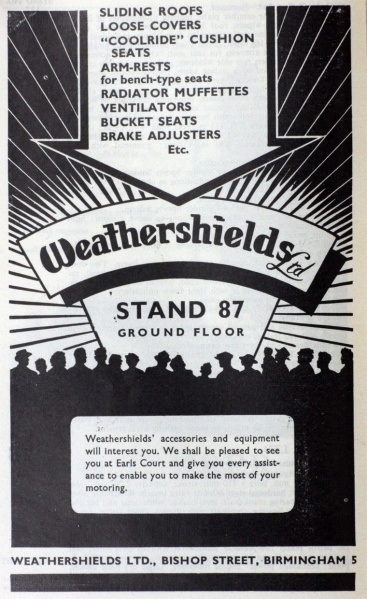 SLIDING ROOFS
LOOSE COVERS
"COOLRIDE" CUSHION
SEATS
ARM-RESTS
for bench-type seats
RADIATOR MUFFETTES
VENTILATORS
BUCKET SEATS
BRAKE ADJUSTERS
Etc.
Weathershields Ltd
STAND 87
GROUND FLOOR
Weathershields' accessories and equipment
will interest you. We shall be pleased to see
you at Earls Court and give you every assist-
ance to enable you to make the most of your
motoring.
WEATHERSHIELDS LTD., BISHOP STREET, BIRMINGHAM 5